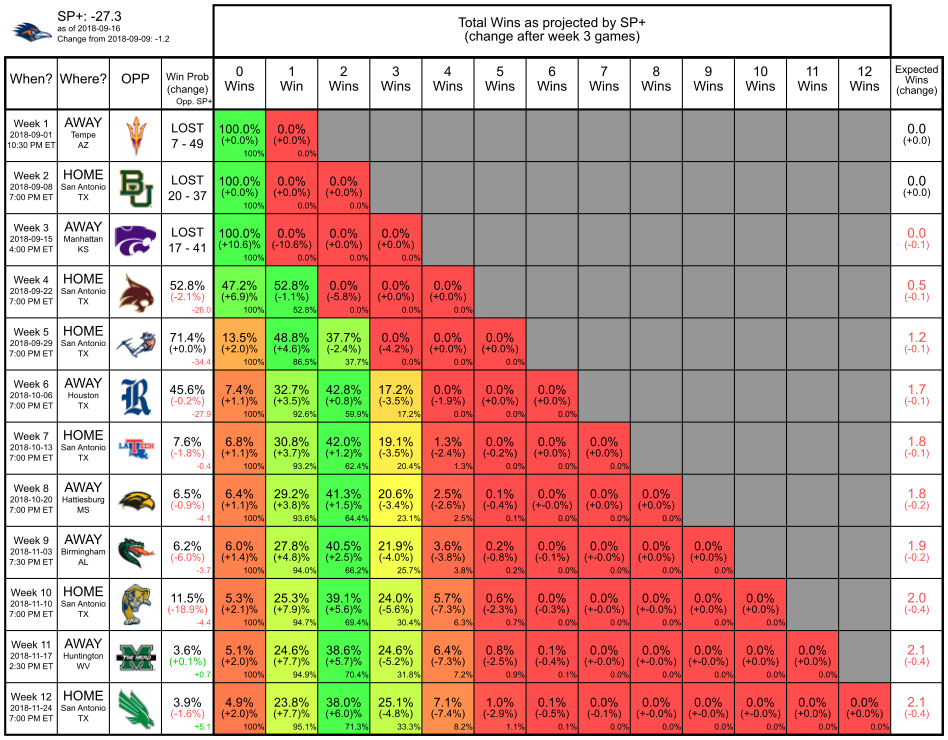 SP+: -27.3
as of 2018-09-16
Change from 2018-09-09: -1.2
Total Wins as projected by SP+
(change after week 3 games)
When? Where? OPP Win Prob (change) Opp. SP+ 0 Wins 1 Win 2 Wins 3 Wins 4 Wins 5 Wins 6 Wins 7 Wins 8 Wins 9 Wins 10 Wins 11 Wins 12 Wins Expected Wins (change)
Week 1 AWAY LOST 100.0% 0.0% 0.0
2018-09-01 Tempe 7 - 49 (+0.0%) (+0.0%) (+0.0)
10:30 PM ET AZ 100% 0.0%
Week 2 HOME LOST 100.0% 0.0% 0.0% 0.0
2018-09-08 San Antonio 20 - 37 (+0.0%) (+0.0%) (+0.0%) (+0.0)
7:00 PM ET TX BU 100% 0.0% 0.0%
Week 3 AWAY LOST 100.0% 0.0% 0.0% 0.0% 0.0
2018-09-15 Manhattan 17 - 41 (+10.6)% (-10.6%) (+0.0%) (+0.0%) (-0.1)
4:00 PM ET KS 100% 0.0% 0.0% 0.0%
Week 4 HOME 52.8% 47.2% 52.8% 0.0% 0.0% 0.0% 0.5
2018-09-22 San Antonio (-2.1%) (+6.9)% (-1.1%) (-5.8%) (+0.0%) (+0.0%) (-0.1)
7:00 PM ET TX -26.0 100% 52.8% 0.0% 0.0% 0.0%
Week 5 HOME 71.4% 13.5% 48.8% 37.7% 0.0% 0.0% 1.2
2018-09-29 San Antonio (+0.0%) (+2.0)% (+4.6%) (-2.4%) (-4.2%) (+0.0%) (-0.1)
7:00 PM ET TX -34.4 100% 86.5% 37.7% 0.0% 0.0% 0.0%
Week 6 AWAY 45.6% 7.4% 32.7% 42.8% 17.2% 0.0% 0.0% 0.0% 1.7
2018-10-06 Houston R (-0.2%) (+1.1)% (+3.5%) (+0.8%) (-3.5%) (-1.9%) (+0.0%) (+0.0%) (-0.1)
7:00 PM ET TX -27.9 100% 92.6% 59.9% 17.2% 0.0% 0.0% 0.0%
Week 7 HOME 7.6% 6.8% 30.8% 42.0% 19.1% 1.3% 0.0% 0.0% 0.0% 1.8
2018-10-13 San Antonio LA TECH (-1.8%) (+1.1)% (+3.7%) (+1.2%) (-3.5%) (-2.4%) (-0.2%) (+0.0%) (+0.0%) (-0.1)
7:00 PM ET TX -0.4 100% 93.2% 62.4% 20.4% 1.3% 0.0% 0.0% 0.0%
Week 8 AWAY 6.5% 6.4% 29.2% 41.3% 20.6% 2.5% 0.1% 0.0% 0.0% 0.0% 1.8
2018-10-20 Hattiesburg (-0.9%) (+1.1)% (+3.8%) (+1.5%) (-3.4%) (-2.6%) (-0.4%) (+-0.0%) (+0.0%) (+0.0%) (-0.2)
7:00 PM ET MS -4.1 100% 93.6% 64.4% 23.1% 2.5% 0.1% 0.0% 0.0% 0.0%
Week 9 AWAY 6.2% 6.0% 27.8% 40.5% 21.9% 3.6% 0.2% 0.0% 0.0% 0.0% 0.0% 1.9
2018-11-03 Birmingham (-6.0%) (+1.4)% (+4.8%) (+2.5%) (-4.0%) (-3.8%) (-0.8%) (-0.1%) (+-0.0%) (+0.0%) (+0.0%) (-0.2)
7:30 PM ET AL -3.7 100% 94.0% 66.2% 25.7% 3.8% 0.2% 0.0% 0.0% 0.0% 0.0%
Week 10 HOME 11.5% 5.3% 25.3% 39.1% 24.0% 5.7% 0.6% 0.0% 0.0% 0.0% 0.0% 0.0% 2.0
2018-11-10 San Antonio (-18.9%) (+2.1)% (+7.9%) (+5.6%) (-5.6%) (-7.3%) (-2.3%) (-0.3%) (+-0.0%) (+-0.0%) (+-0.0%) (+0.0%) (-0.4)
7:00 PM ET TX -4.4 100% 94.7% 69.4% 30.4% 6.3% 0.7% 0.0% 0.0% 0.0% 0.0% 0.0%
Week 11 AWAY 3.6% 5.1% 24.6% 38.6% 24.6% 6.4% 0.8% 0.1% 0.0% 0.0% 0.0% 0.0% 0.0% 2.1
2018-11-17 Huntington M THE HERD (+0.1%) (+2.0)% (+7.7%) (+5.7%) (-5.2%) (-7.3%) (-2.5%) (-0.4%) (+-0.0%) (+-0.0%) (+-0.0%) (+0.0%) (+0.0%) (-0.4)
2:30 PM ET WV +0.7 100% 94.9% 70.4% 31.8% 7.2% 0.9% 0.1% 0.0% 0.0% 0.0% 0.0% 0.0%
Week 12 HOME 3.9% 4.9% 23.8% 38.0% 25.1% 7.1% 1.0% 0.1% 0.0% 0.0% 0.0% 0.0% 0.0% 0.0% 2.1
2018-11-24 San Antonio (-1.6%) (+2.0)% (+7.7%) (+6.0%) (-4.8%) (-7.4%) (-2.9%) (-0.5%) (-0.1%) (+-0.0%) (+-0.0%) (+-0.0%) (+0.0%) (+0.0%) (-0.4)
7:00 PM ET TX +5.1 100% 95.1% 71.3% 33.3% 8.2% 1.1% 0.1% 0.0% 0.0% 0.0% 0.0% 0.0% 0.0%